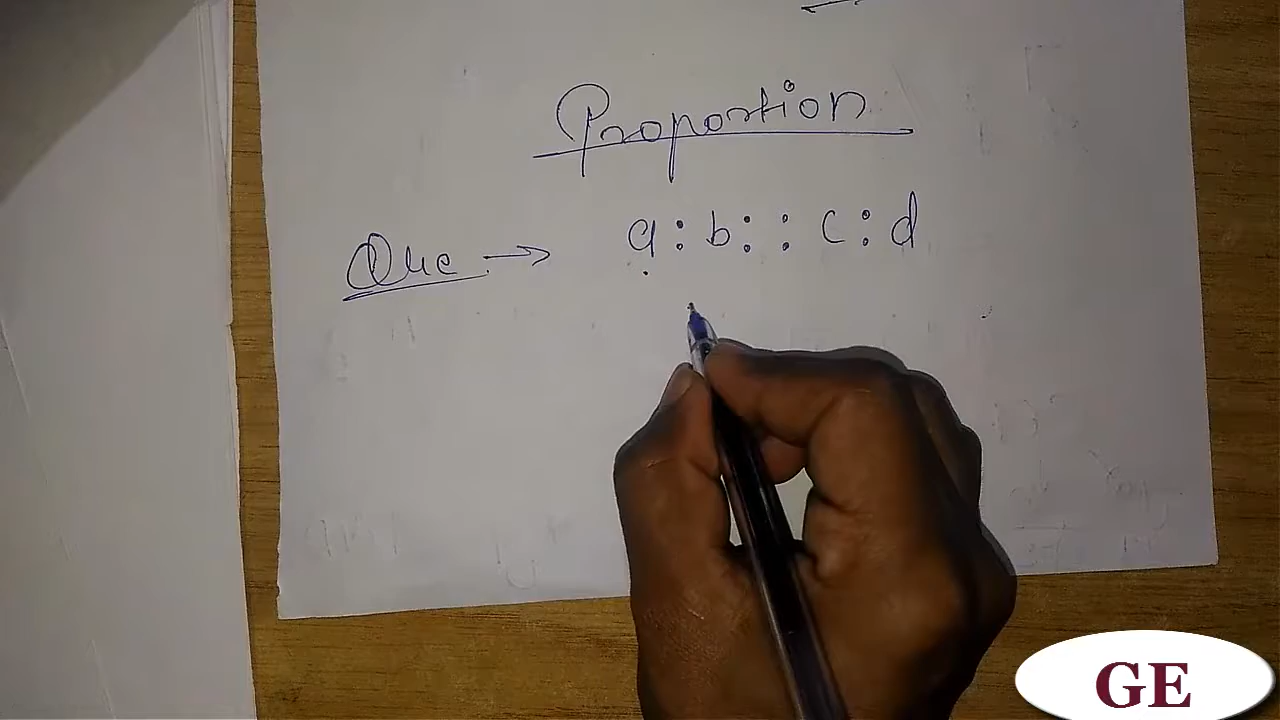 Proportion
Que → a : b : : c : d
GE